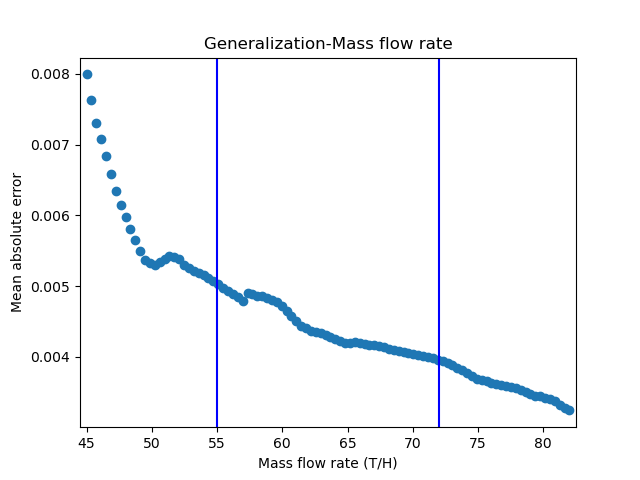 Generalization-Mass flow rate
Mean absolute error
0.008
0.007
0.006
0.005
0.004
45 50 55 60 65 70 75 80
Mass flow rate (T/H)